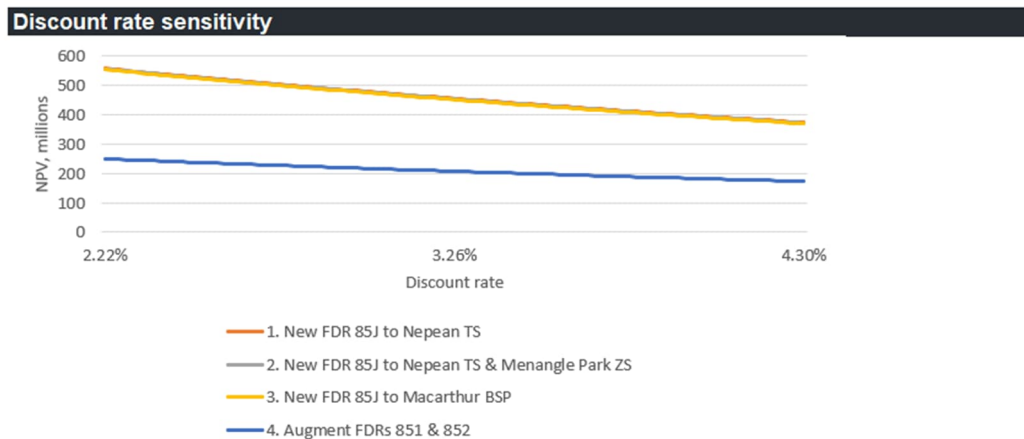 Discount rate sensitivity
600
500
400
300
200
100
0
NPV, millions
2.22%
3.26%
4.30%
Discount rate
1. New FDR 85J to Nepean TS
2. New FDR 85J to Nepean TS & Menangle Park ZS
3. New FDR 85J to Macarthur BSP
4. Augment FDRs 851 & 852